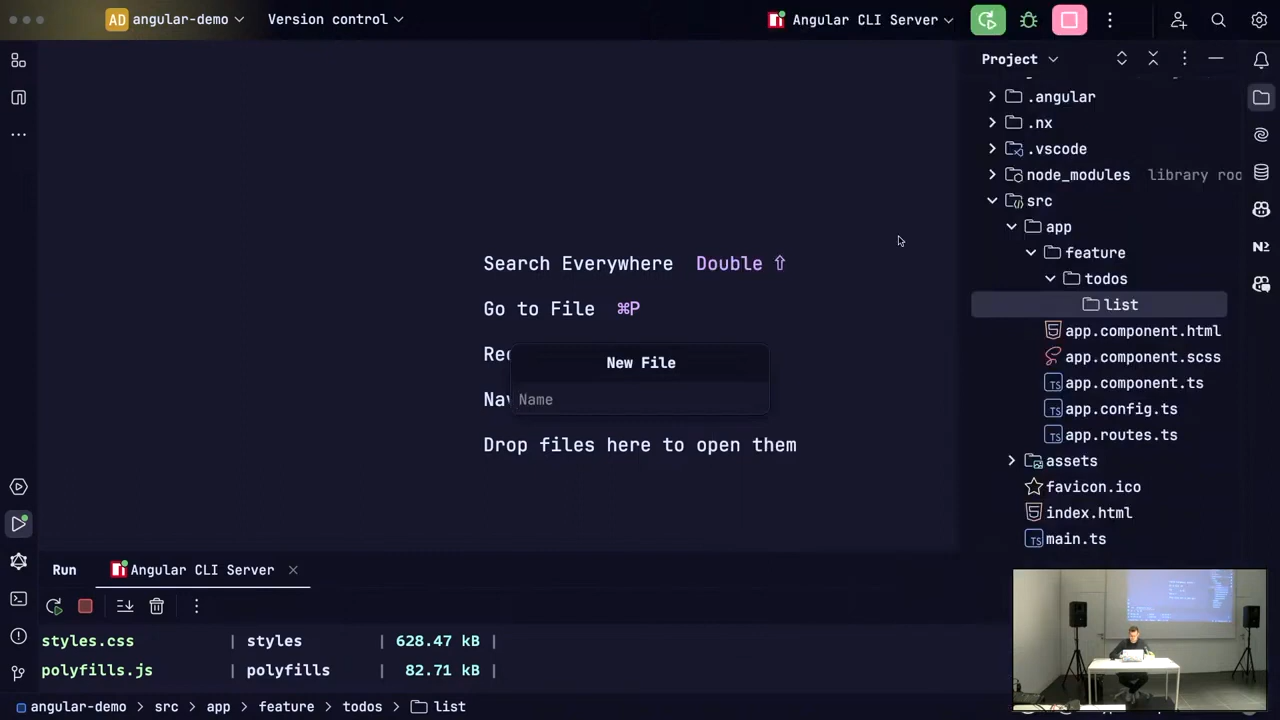 AD angular-demo
Version control
Angular CLI Server
Project
.angular
.nx
.vscode
node_modules library roo
src
app
feature
todos
list
app.component.html
app.component.scss
app.component.ts
app.config.ts
app.routes.ts
assets
favicon.ico
index.html
main.ts
Search Everywhere Double ⇧
Go to File ⌘P
Rec
Nav
New File
Name
Drop files here to open them
Run
Angular CLI Server
styles.css | styles | 628.47 kB |
polyfills.js | polyfills | 82.71 kB |
angular-demo > src > app > feature > todos > list